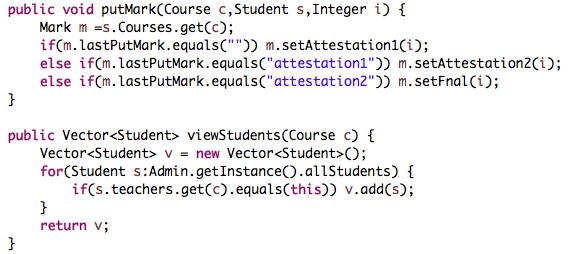 public void putMark(Course c,Student s,Integer i) {
    Mark m =s.Courses.get(c);
    if(m.lastPutMark.equals("")) m.setAttestation1(i);
    else if(m.lastPutMark.equals("attestation1")) m.setAttestation2(i);
    else if(m.lastPutMark.equals("attestation2")) m.setFnal(i);
}

public Vector<Student> viewStudents(Course c) {
    Vector<Student> v = new Vector<Student>();
    for(Student s:Admin.getInstance().allStudents) {
        if(s.teachers.get(c).equals(this)) v.add(s);
    }
    return v;
}